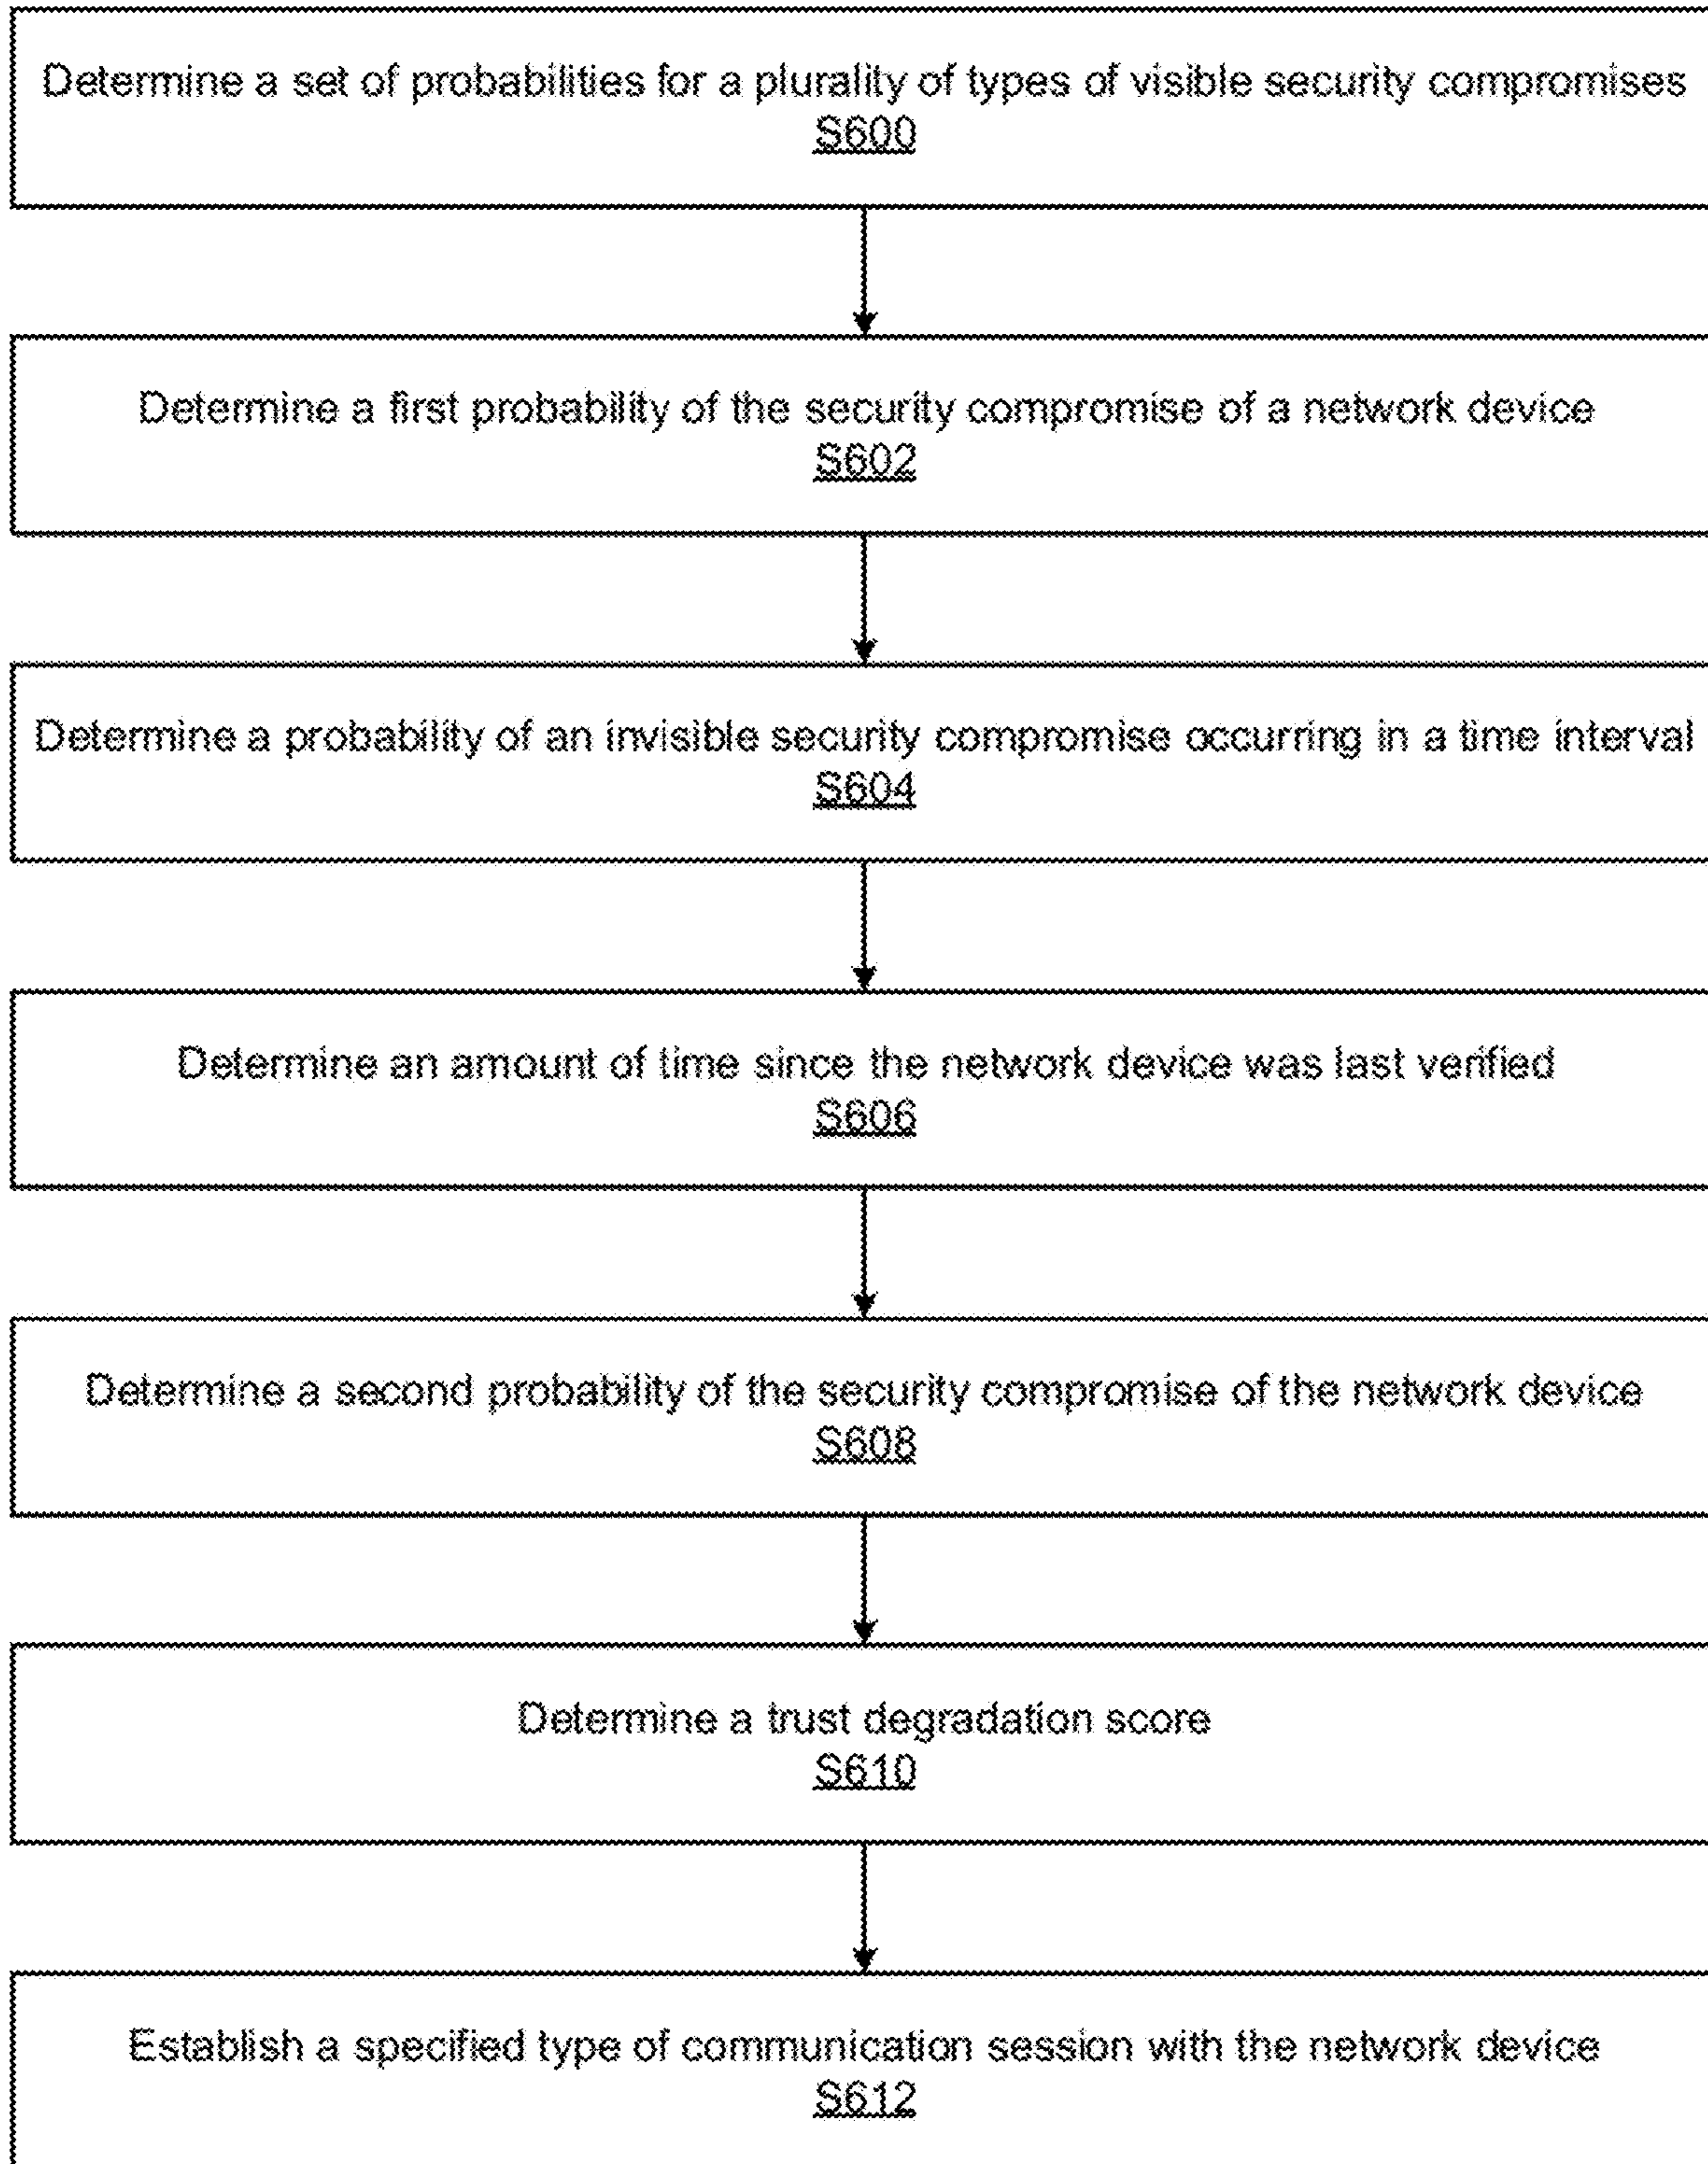 Determine a set of probabilities for a plurality of types of visible security compromises
S600
Determine a first probability of the security compromise of a network device
S602
Determine a probability of an invisible security compromise occurring in a time interval
S604
Determine an amount of time since the network device was last verified
S606
Determine a second probability of the security compromise of the network device
S608
Determine a trust degradation score
S610
Establish a specified type of communication session with the network device
S612